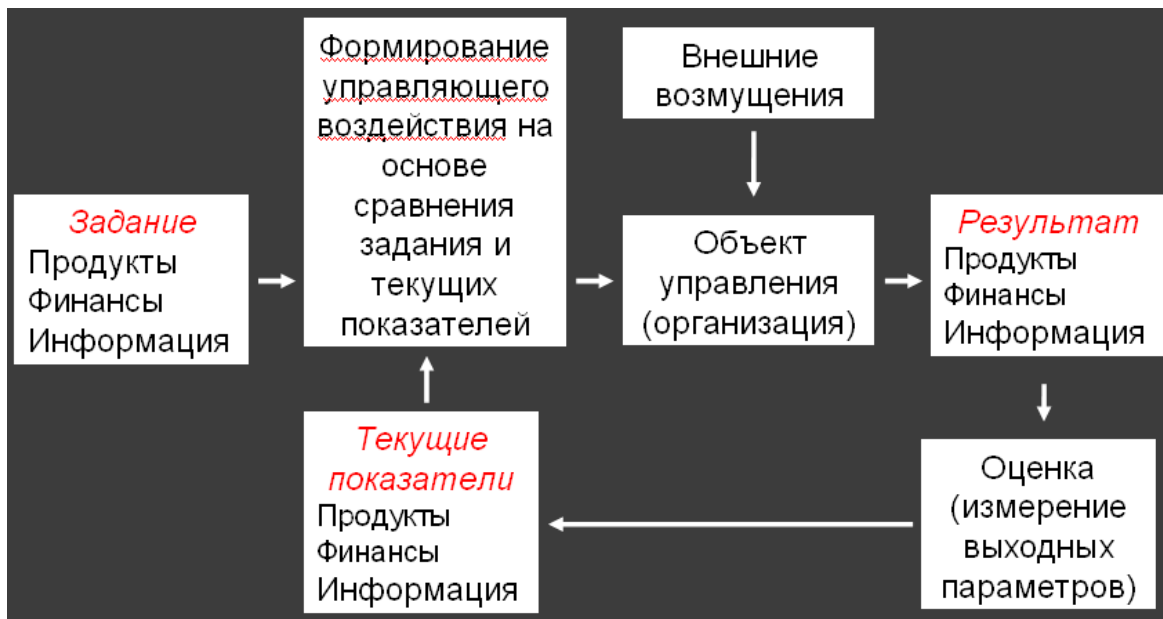 Задание
Продукты
Финансы
Информация
Формирование
управляющего
воздействия на
основе
сравнения
задания и
текущих
показателей
Внешние
возмущения
Объект
управления
(организация)
Результат
Продукты
Финансы
Информация
Оценка
(измерение
выходных
параметров)
Текущие
показатели
Продукты
Финансы
Информация